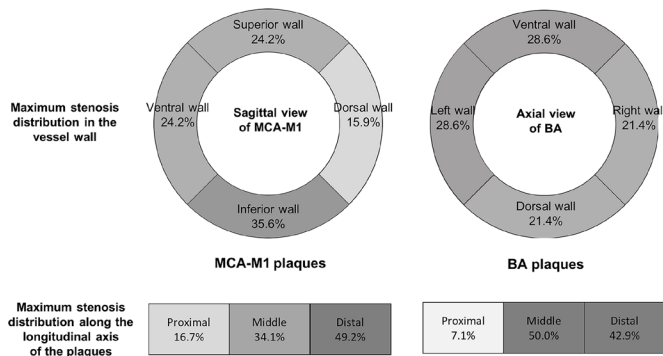 Maximum stenosis
distribution in the
vessel wall
Superior wall
24.2%
Ventral wall
24.2%
Sagittal view
of MCA-M1
Dorsal wall
15.9%
Inferior wall
35.6%
MCA-M1 plaques
Ventral wall
28.6%
Left wall
28.6%
Axial view
of BA
Right wall
21.4%
Dorsal wall
21.4%
BA plaques
Maximum stenosis
distribution along the
longitudinal axis
of the plaques
Proximal
16.7%
Middle
34.1%
Distal
49.2%
Proximal
7.1%
Middle
50.0%
Distal
42.9%